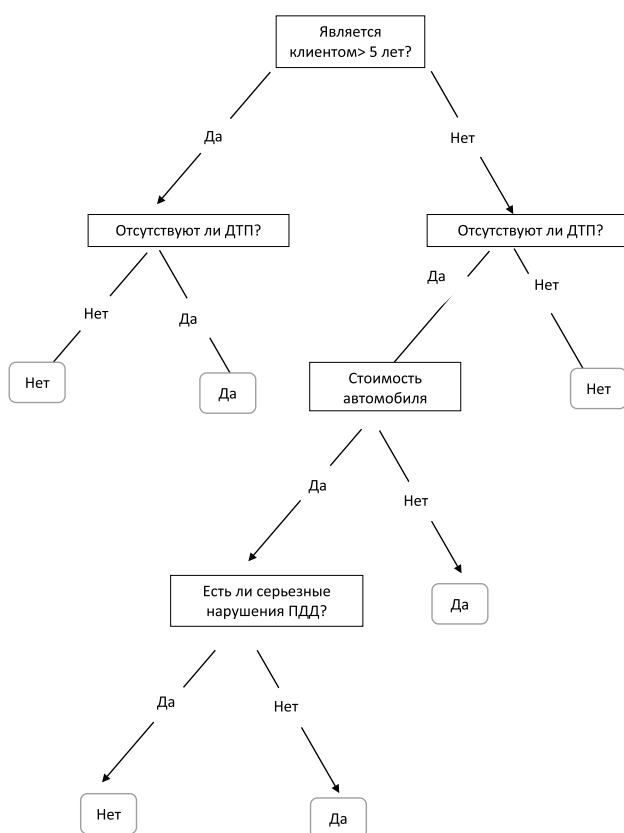 Является
клиентом> 5 лет?
Да
Нет
Отсутствуют ли ДТП?
Отсутствуют ли ДТП?
Да
Нет
Нет
Да
Нет
Да
Стоимость
автомобиля
Нет
Да
Нет
Есть ли серьезные
нарушения ПДД?
Да
Да
Нет
Нет
Да